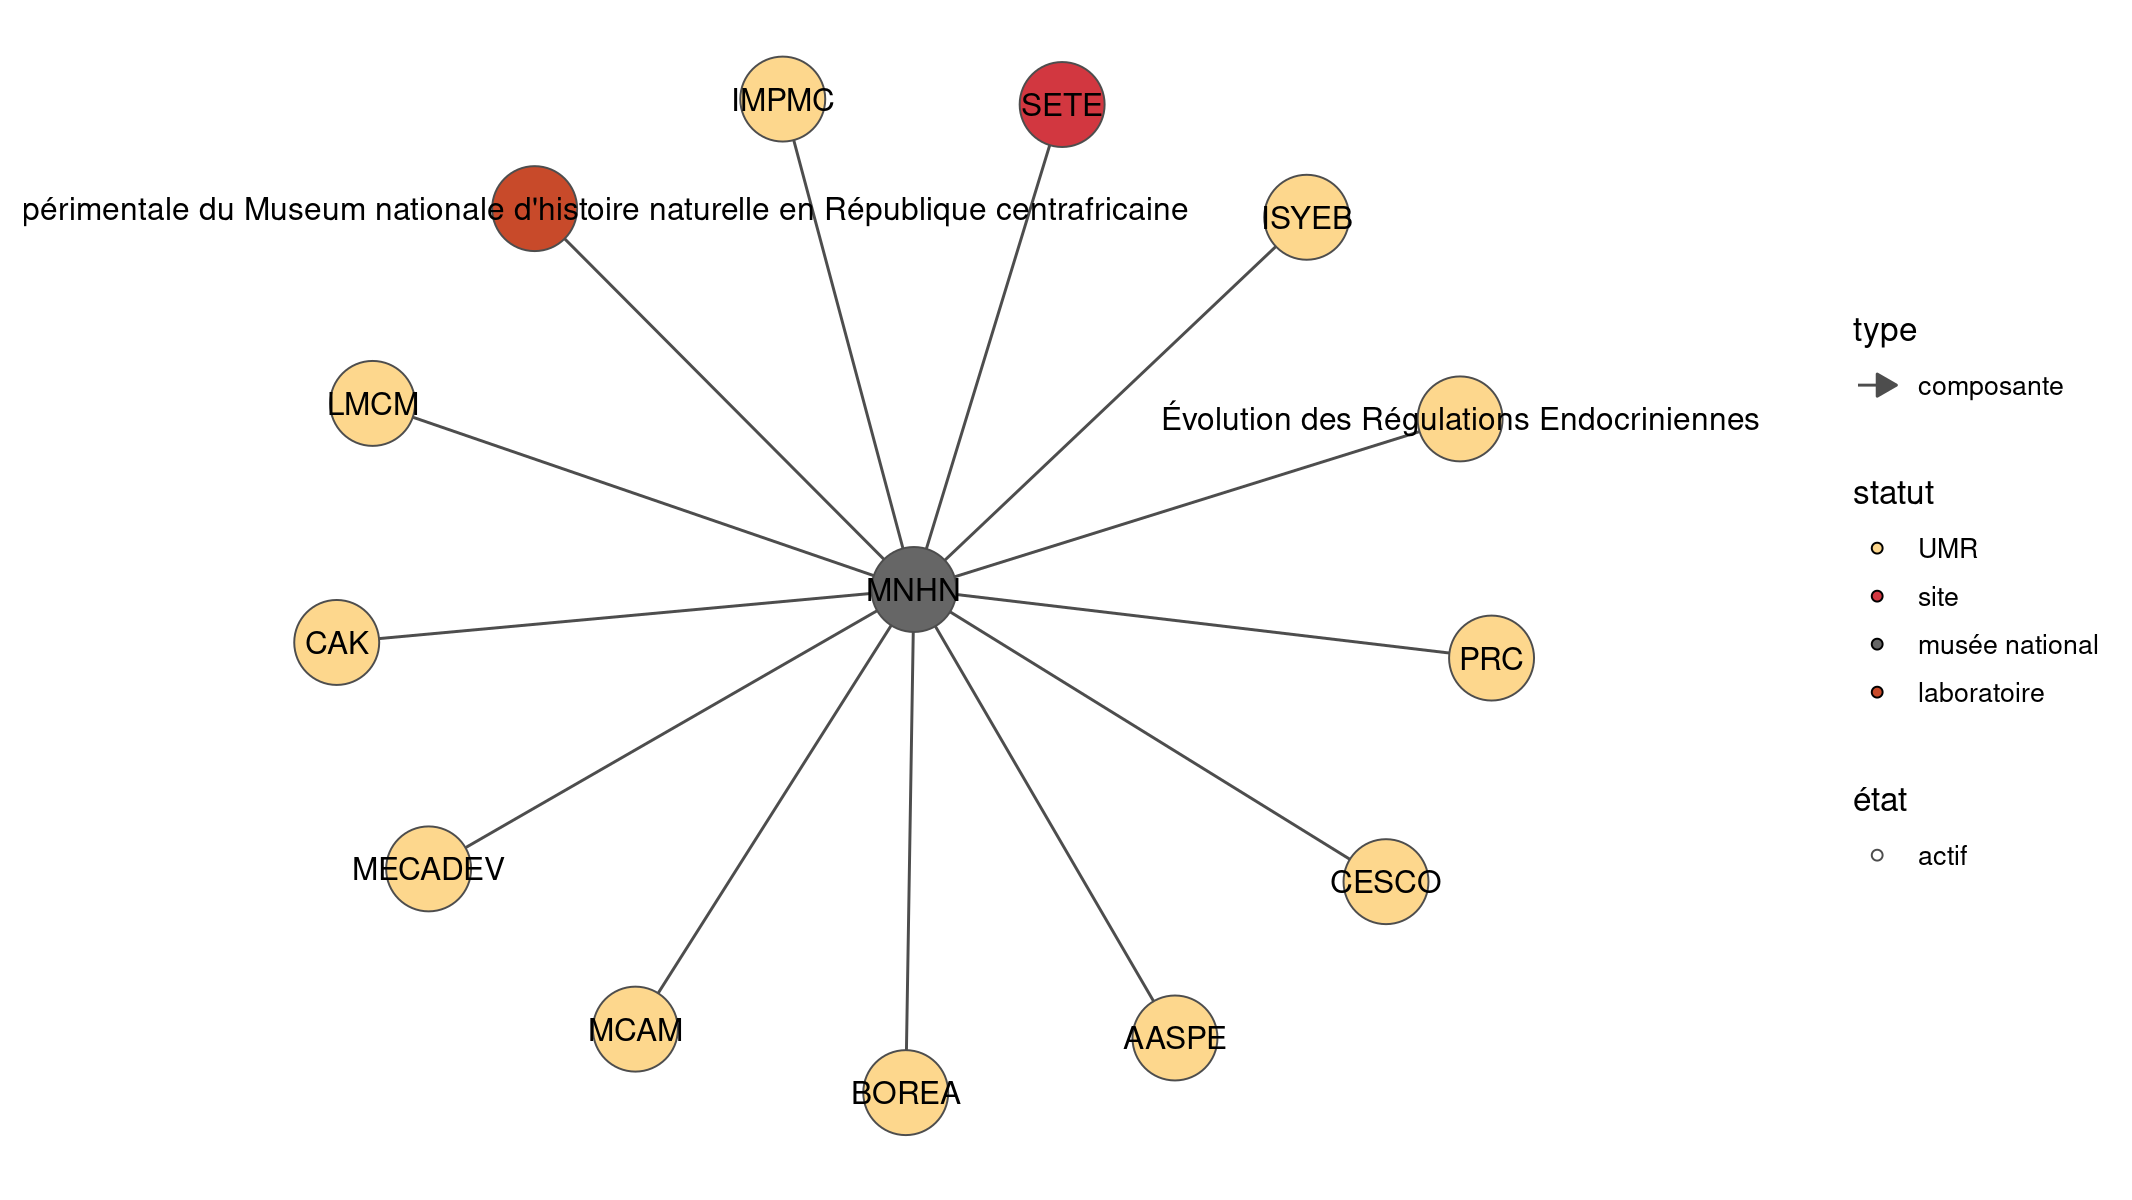 IMPMC
SETE
périmentale du Museum nationale d'histoire naturelle en République centrafricaine
ISYEB
LMCM
Évolution des Régulations Endocriniennes
MNHN
CAK
PRC
MECADEV
CESCO
MCAM
AASPE
BOREA
type
composante
statut
UMR
site
musée national
laboratoire
état
actif